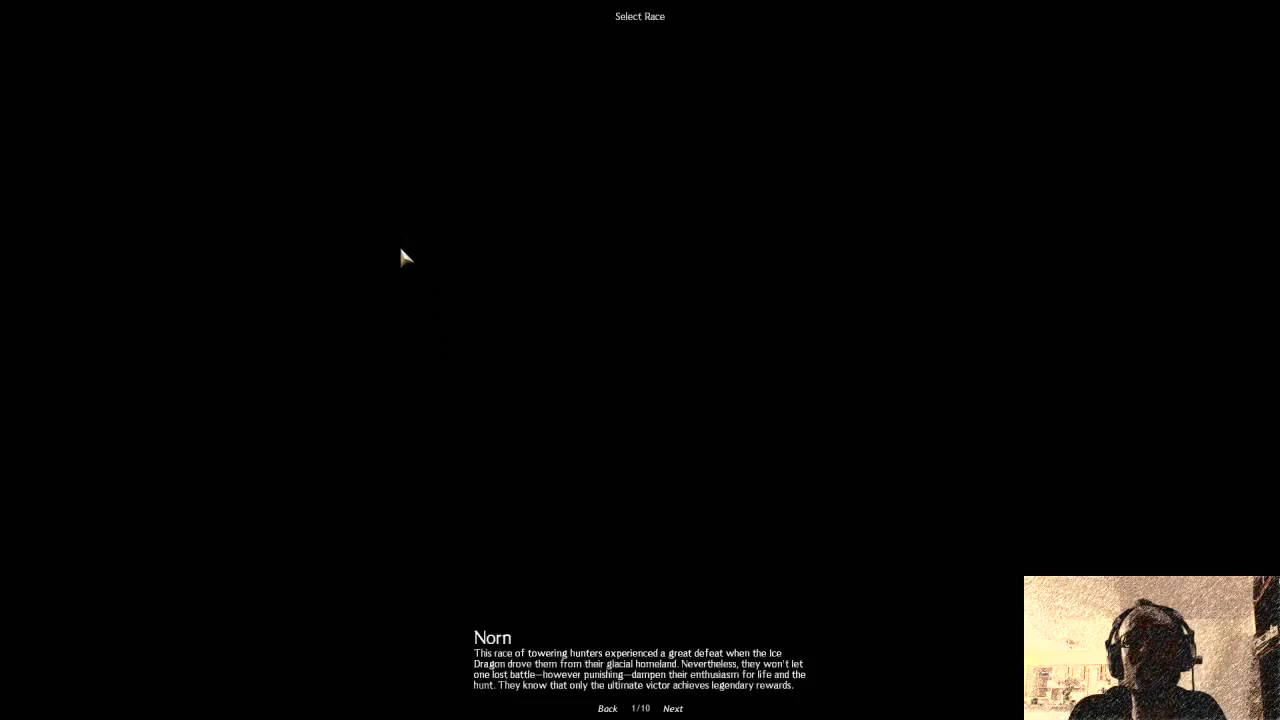 Select Race
Norn
This race of towering hunters experienced a great defeat when the Ice
Dragon drove them from their glacial homeland. Nevertheless, they won't let
one lost battle—however punishing—dampen their enthusiasm for life and the
hunt. They know that only the ultimate victor achieves legendary rewards.
Back 1/10 Next